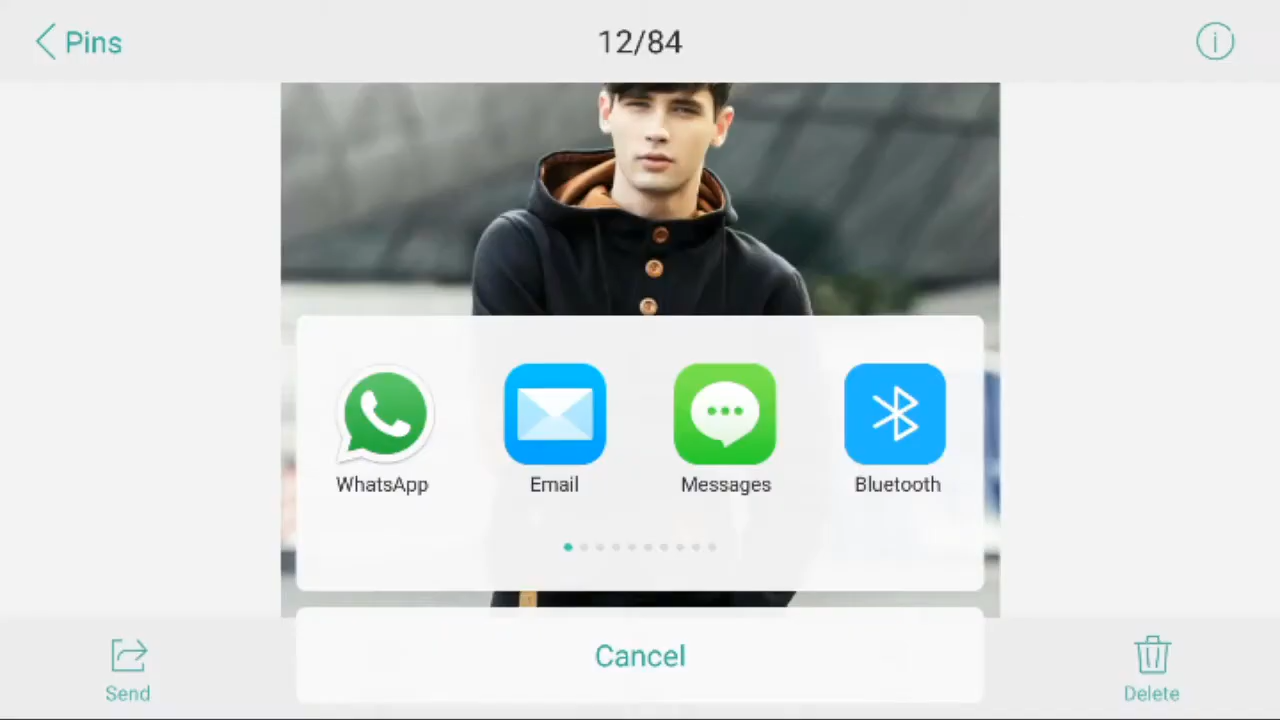 Pins
12/84
WhatsApp
Email
Messages
Bluetooth
Cancel
Send
Delete